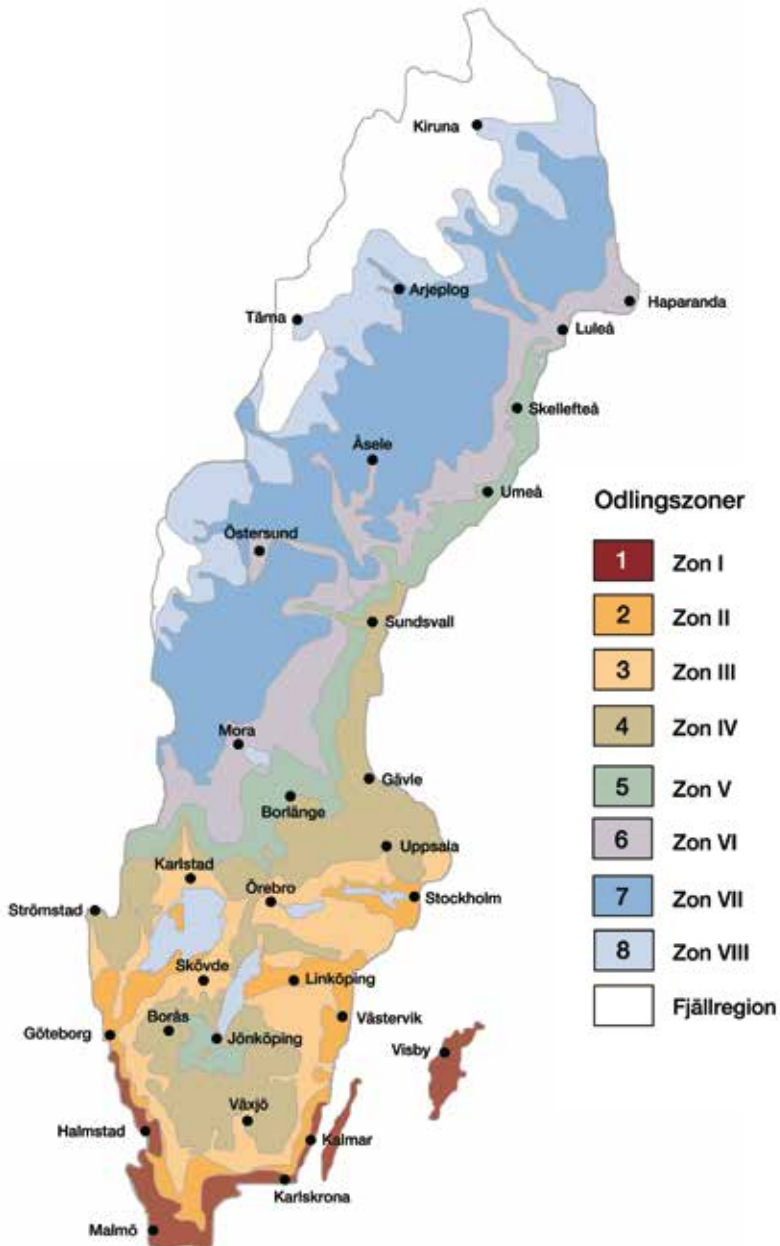 Kiruna
Arjeplog
Haparanda
Tärna
Luleå
Skellefteå
Åsele
Umeå
Östersund
Sundsvall
Mora
Gävle
Borlänge
Uppsala
Karlstad
Örebro
Stockholm
Strömstad
Skövde
Linköping
Borås
Västervik
Göteborg
Jönköping
Visby
Växjö
Halmstad
Kalmar
Karlskrona
Malmö
Odlingszoner
1 Zon I
2 Zon II
3 Zon III
4 Zon IV
5 Zon V
6 Zon VI
7 Zon VII
8 Zon VIII
Fjällregion